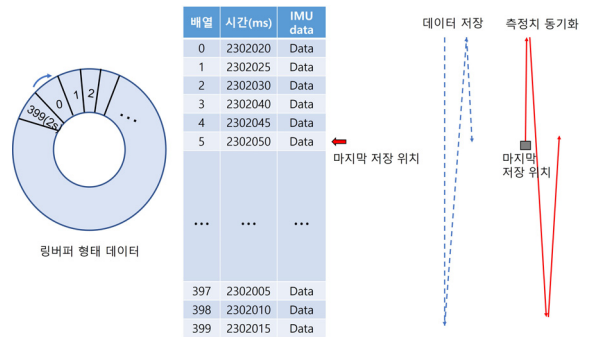 399(2s
0
1
2
...
링버퍼 형태 데이터
배열 시간(ms) IMU data
0 2302020 Data
1 2302025 Data
2 2302030 Data
3 2302040 Data
4 2302045 Data
5 2302050 Data
... ... ...
397 2302005 Data
398 2302010 Data
399 2302015 Data
마지막 저장 위치
데이터 저장
측정치 동기화
마지막
저장 위치